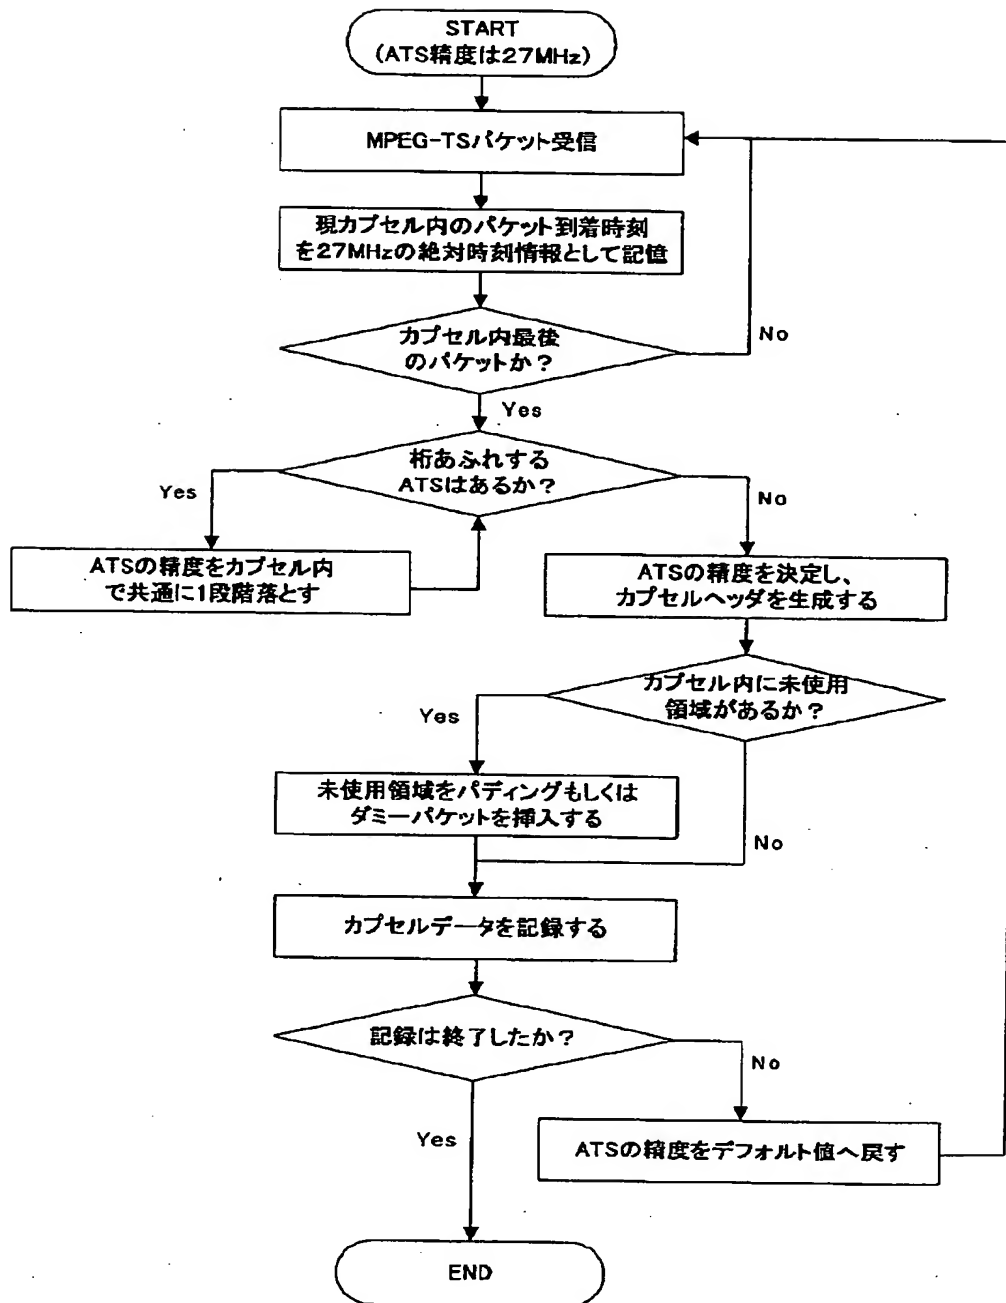 START
(ATS精度は27MHz)
MPEG-TSパケット受信
現カプセル内のパケット到着時刻
を27MHzの絶対時刻情報として記憶
カプセル内最後
のパケットか？
No
Yes
桁あふれする
ATSはあるか？
Yes
No
ATSの精度をカプセル内
で共通に1段階落とす
ATSの精度を決定し、
カプセルヘッダを生成する
カプセル内に未使用
領域があるか？
Yes
未使用領域をパディングもしくは
ダミーパケットを挿入する
No
カプセルデータを記録する
記録は終了したか？
No
Yes
ATSの精度をデフォルト値へ戻す
END